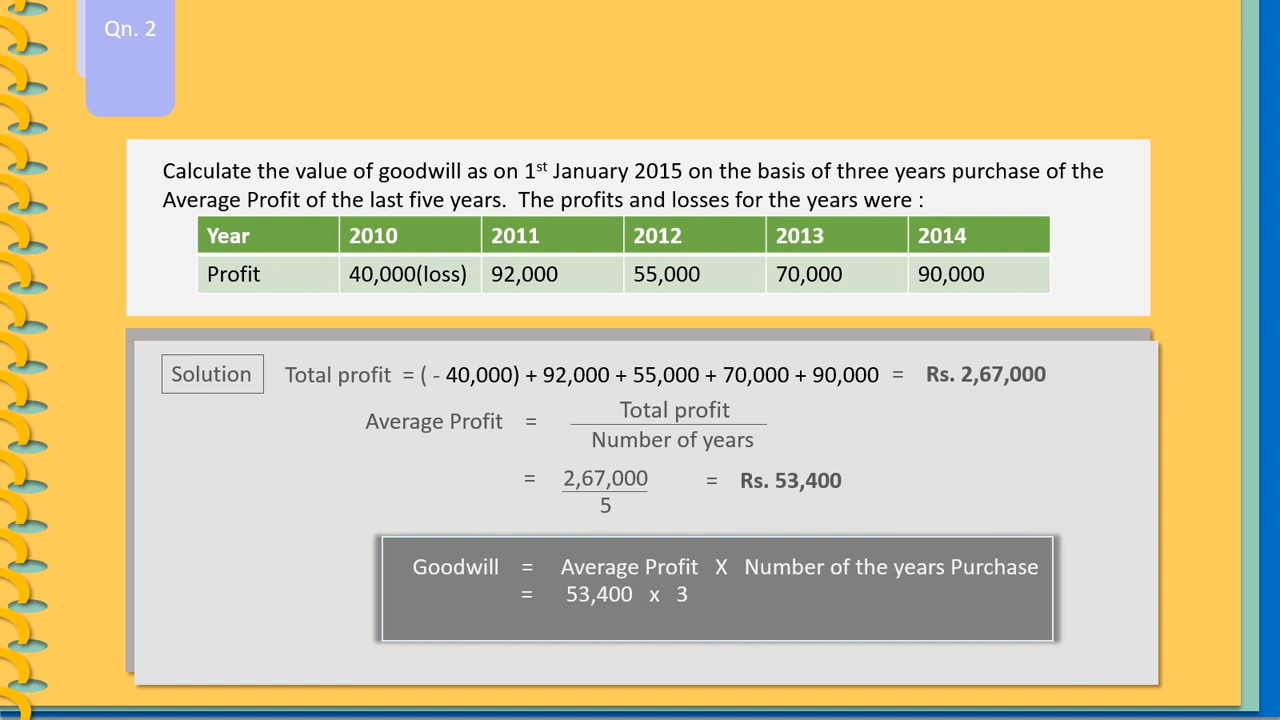 Qn. 2
Calculate the value of goodwill as on 1st January 2015 on the basis of three years purchase of the
Average Profit of the last five years. The profits and losses for the years were :
Year 2010 2011 2012 2013 2014
Profit 40,000(loss) 92,000 55,000 70,000 90,000
Solution Total profit = ( - 40,000) + 92,000 + 55,000 + 70,000 + 90,000 = Rs. 2,67,000
Average Profit = Total profit
Number of years
= 2,67,000 = Rs. 53,400
5
Goodwill = Average Profit X Number of the years Purchase
= 53,400 x 3